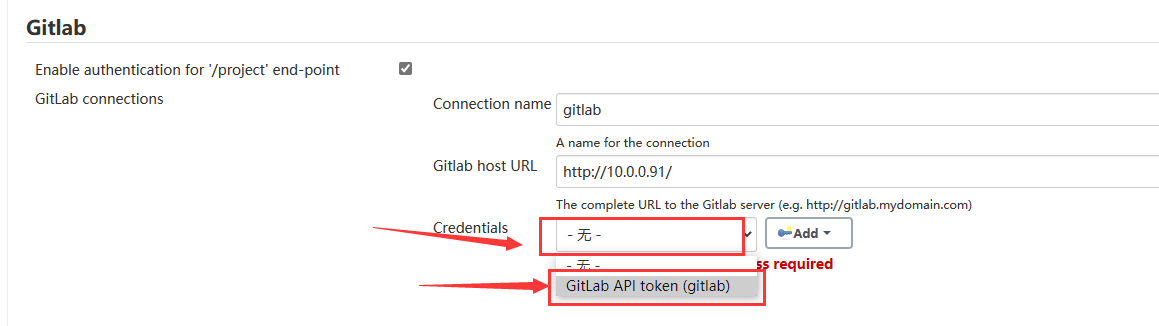 Gitlab
Enable authentication for '/project' end-point
GitLab connections
Connection name
gitlab
A name for the connection
Gitlab host URL
http://10.0.0.91/
The complete URL to the Gitlab server (e.g. http://gitlab.mydomain.com)
Credentials
- 无 -
Add
- 无 -
required
GitLab API token (gitlab)